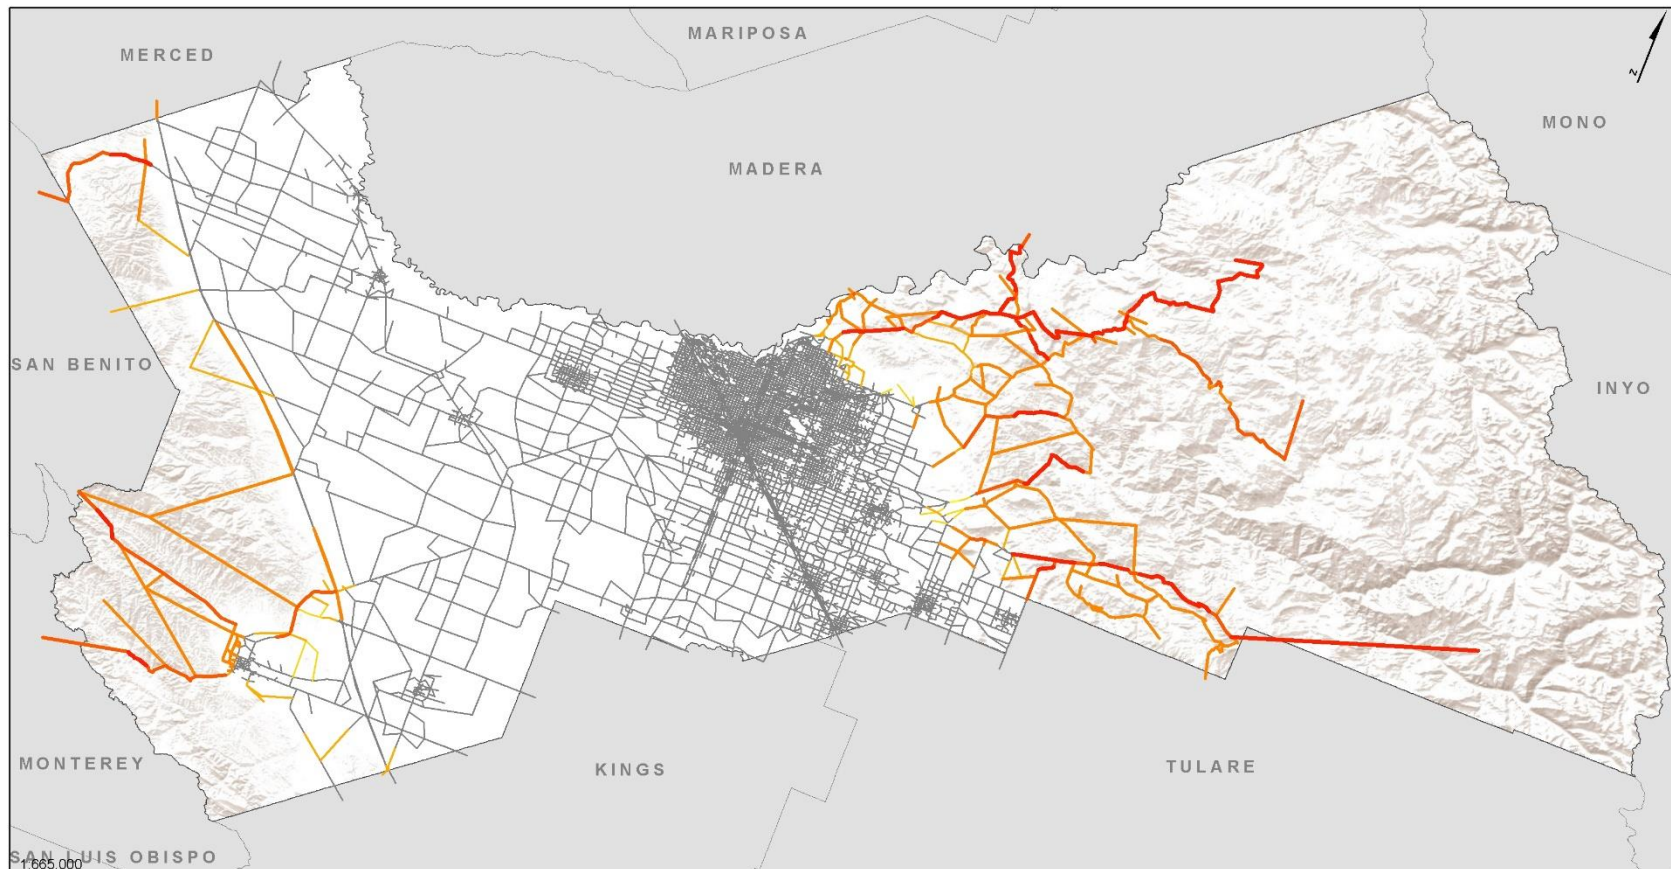 MARIPOSA
MERCED
z
MONO
MADERA
SAN BENITO
INYO
MONTEREY
KINGS
TULARE
SAN LUIS OBISPO
1:665,000